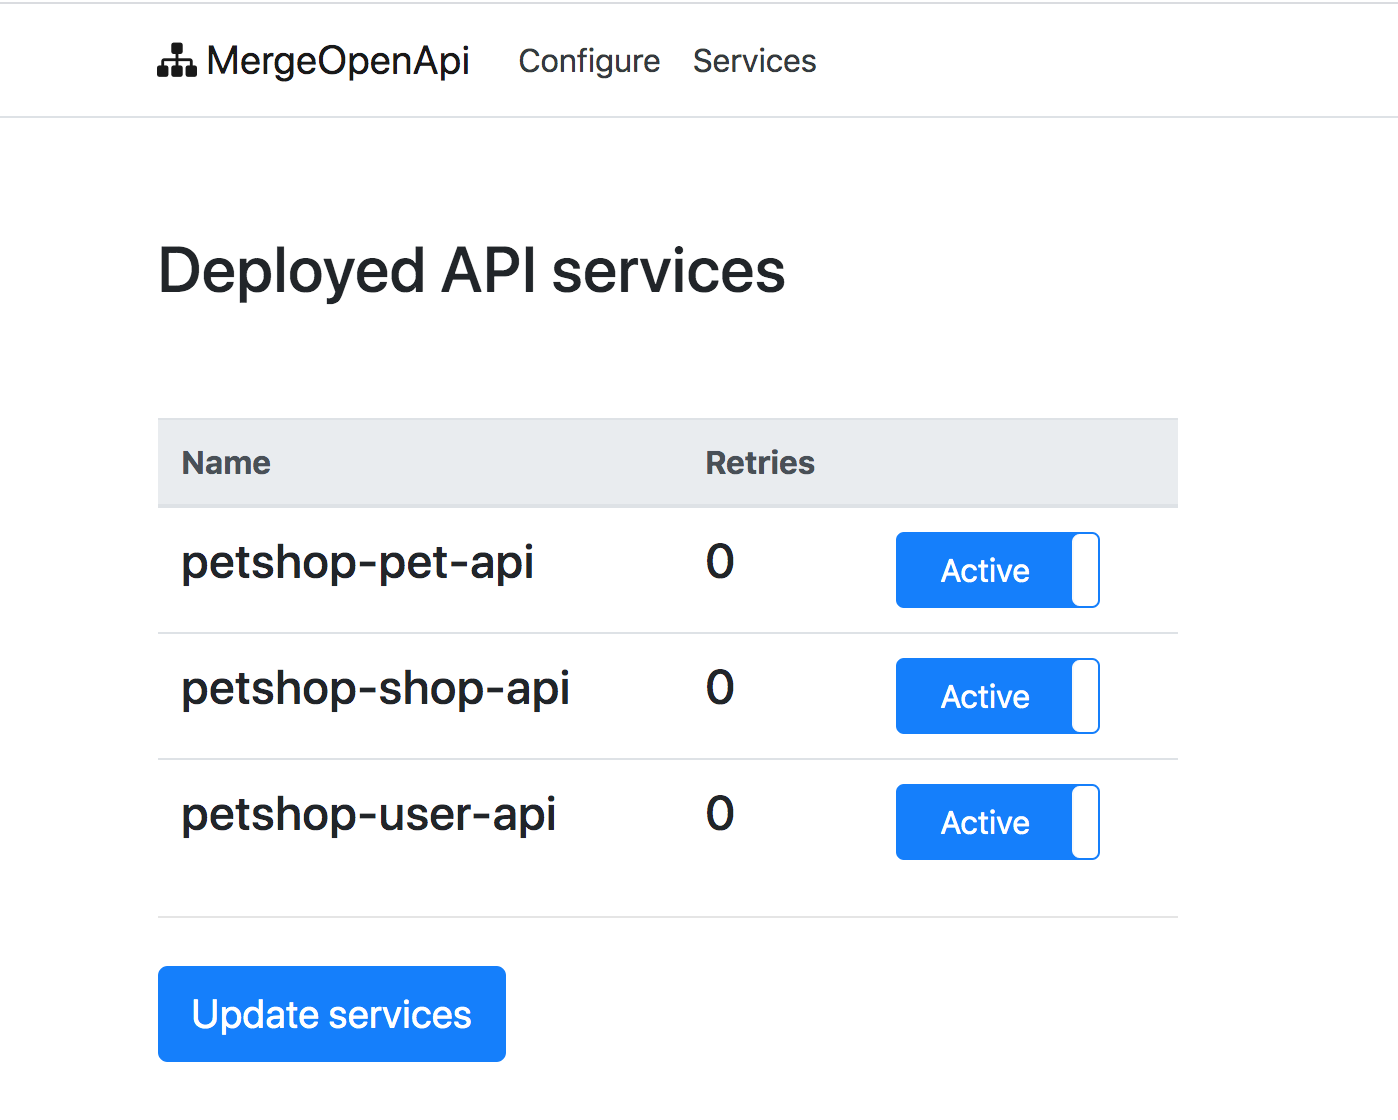 MergeOpenApi Configure Services
Deployed API services
Name Retries
petshop-pet-api 0 Active
petshop-shop-api 0 Active
petshop-user-api 0 Active
Update services